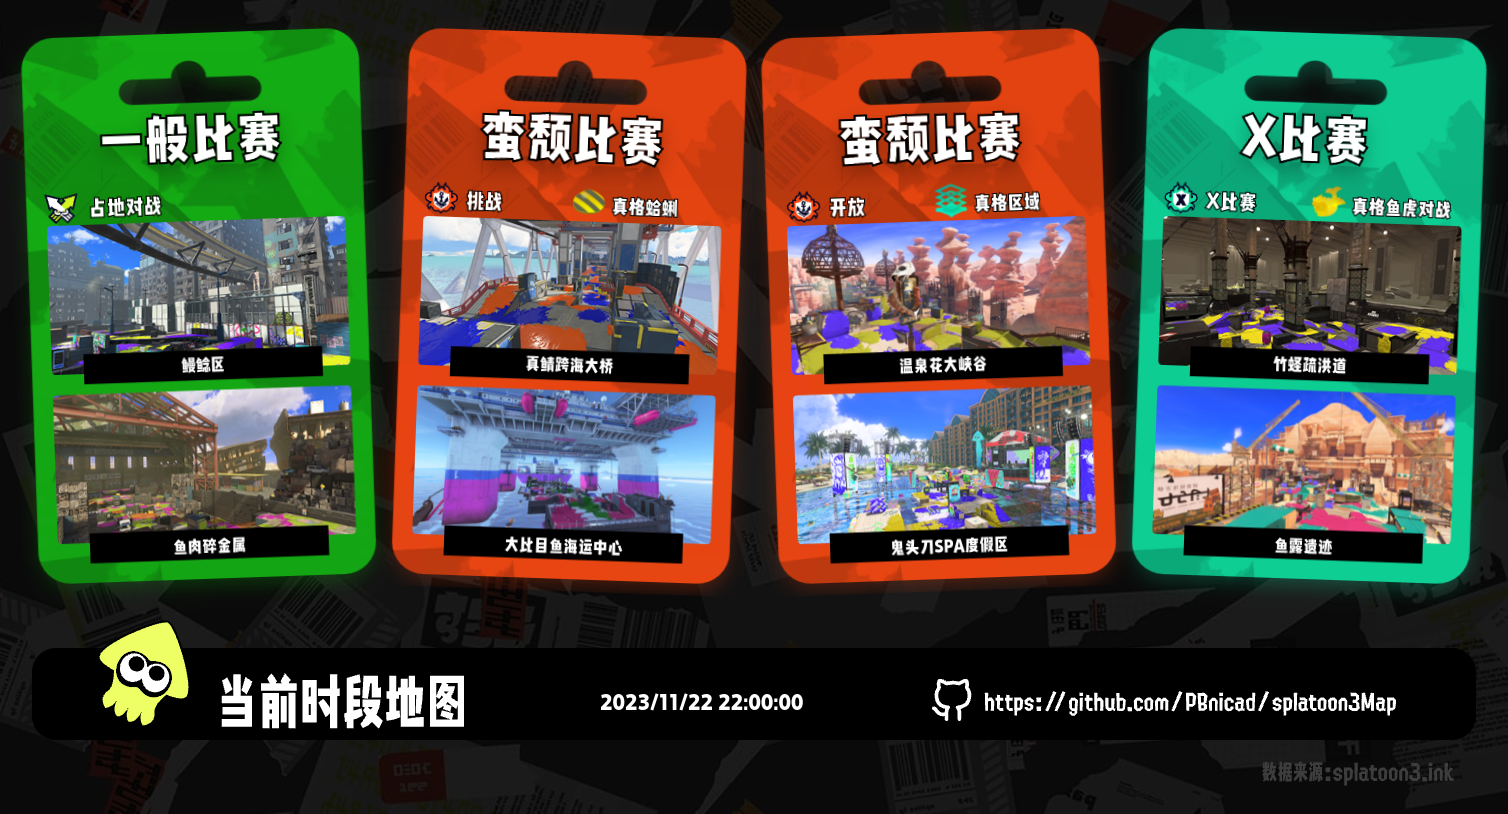 一般比赛
占地对战
鳗鲶区
鱼肉碎金属
蛮颓比赛
挑战
真格蛤蜊
真鲭跨海大桥
大比目鱼海运中心
蛮颓比赛
开放
真格区域
温泉花大峡谷
鬼头刀SPA度假区
X比赛
X比赛
真格鱼虎对战
竹蛏疏洪道
鱼露遗迹
当前时段地图
2023/11/22 22:00:00
https://github.com/PBnicad/splatoon3Map
数据来源:splatoon3.ink